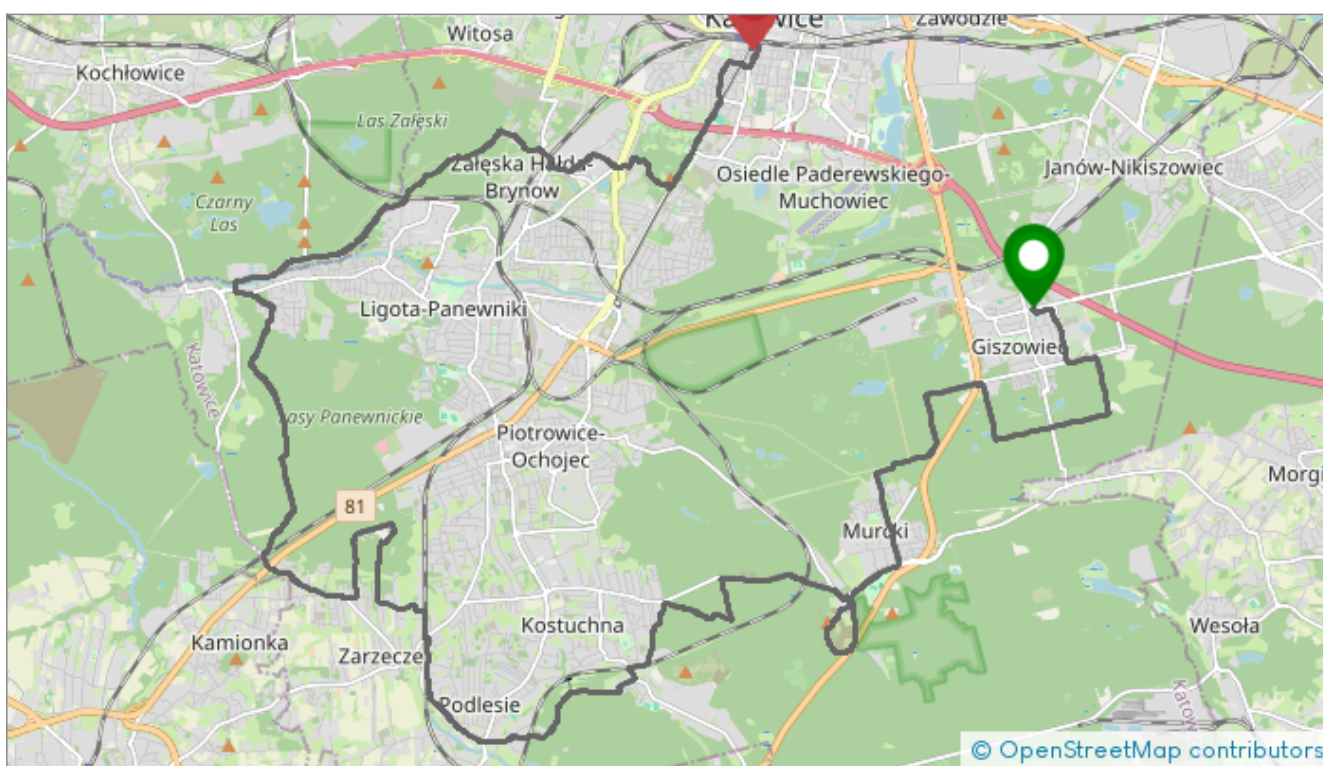 Katowice
Zawodzie
Witosa
Kochłowice
Las Załęski
Załęska Hałda-
Brynow
Osiedle Paderewskiego-
Muchowiec
Janów-Nikiszowiec
Czarny
Las
Ligota-Panewniki
Giszowiec
Katowice
Lasy Panewnickie
Piotrowice-
Ochojec
81
Murcki
Kostuchna
Kamionka
Zarzecze
Wesoła
Podlesie
© OpenStreetMap contributors